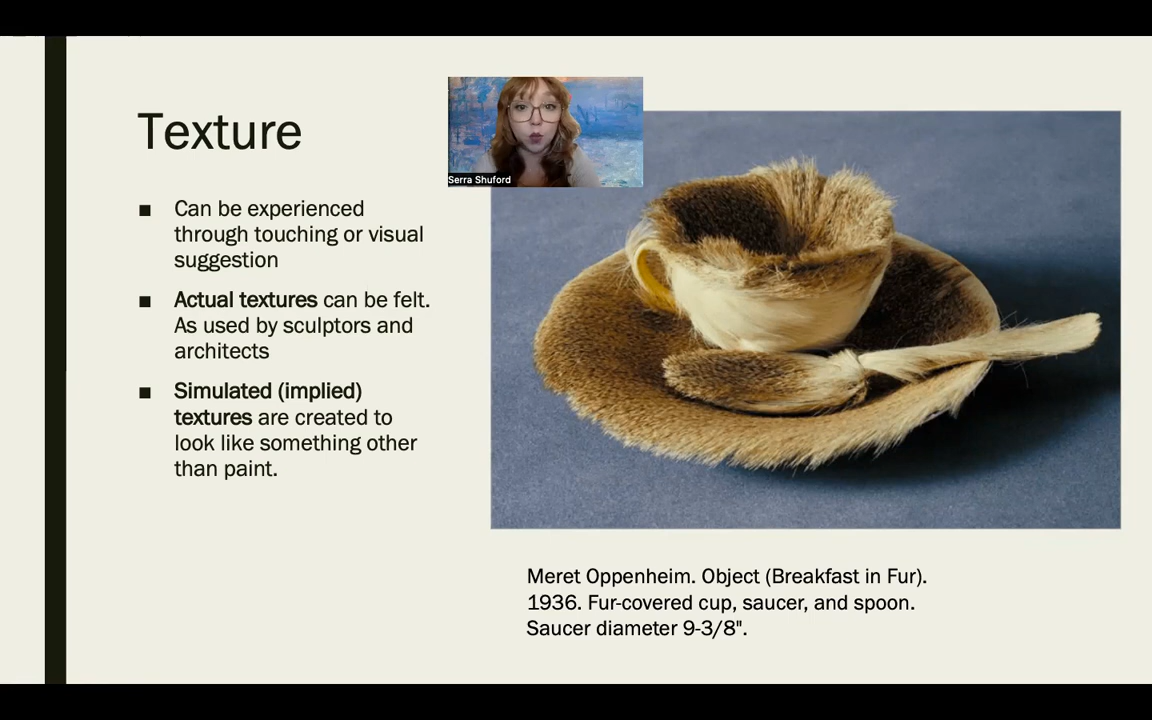 Texture
Serra Shuford
■ Can be experienced
through touching or visual
suggestion
■ Actual textures can be felt.
As used by sculptors and
architects
■ Simulated (implied)
textures are created to
look like something other
than paint.
Meret Oppenheim. Object (Breakfast in Fur).
1936. Fur-covered cup, saucer, and spoon.
Saucer diameter 9-3/8".